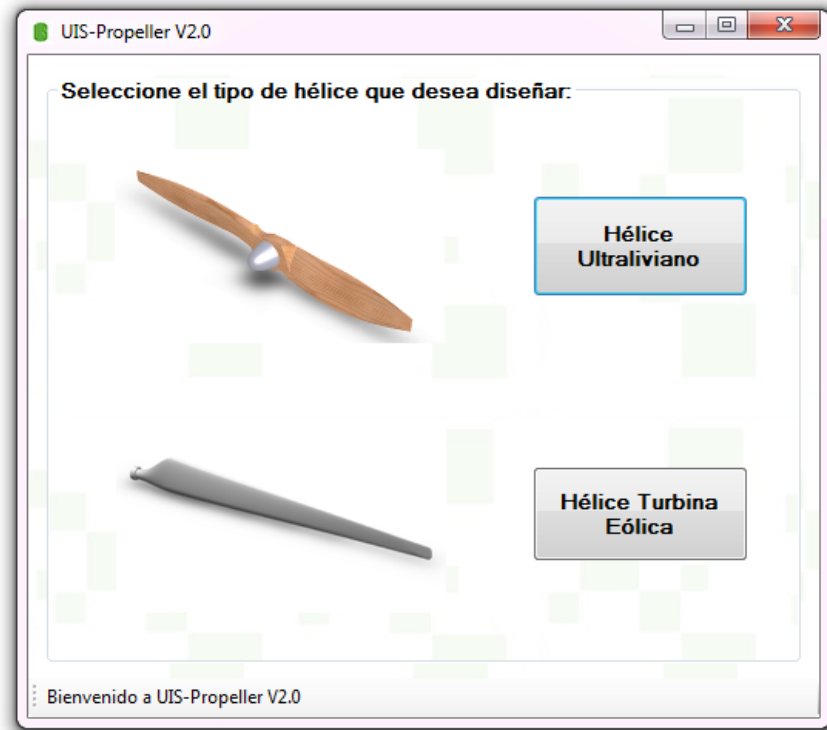 UIS-Propeller V2.0
Seleccione el tipo de hélice que desea diseñar:
Hélice
Ultraliviano
Hélice Turbina
Eólica
Bienvenido a UIS-Propeller V2.0